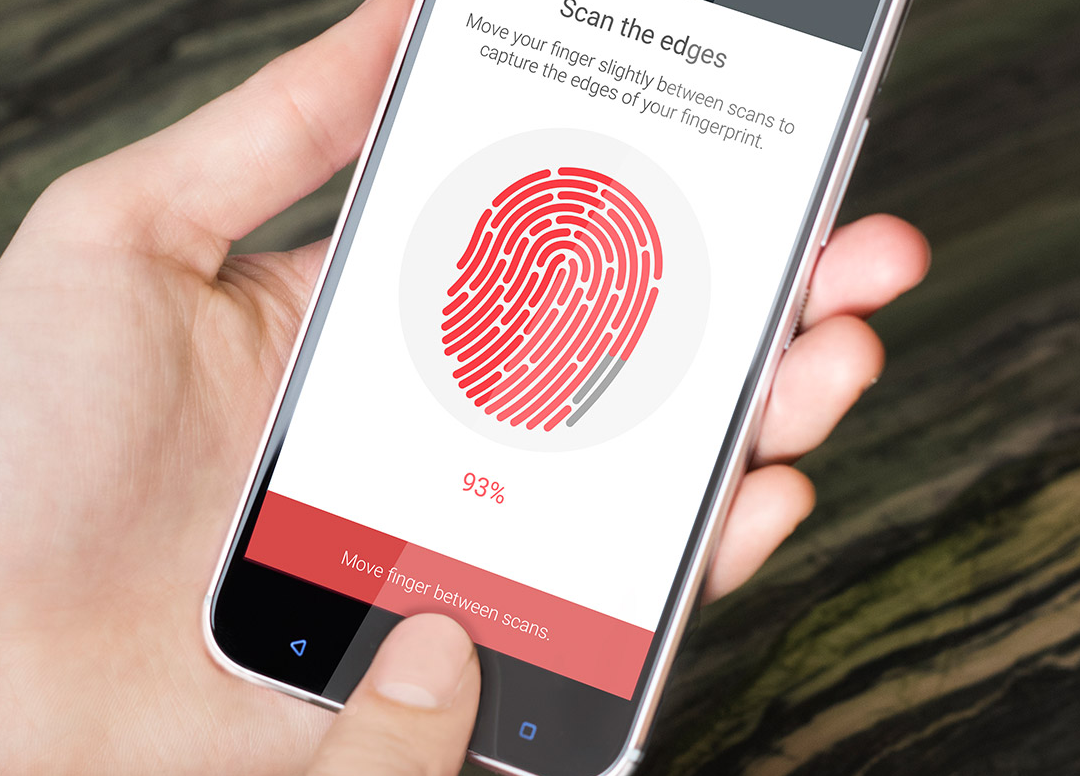 Scan the edges
Move your finger slightly between scans to
capture the edges of your fingerprint.
93%
Move finger between scans.